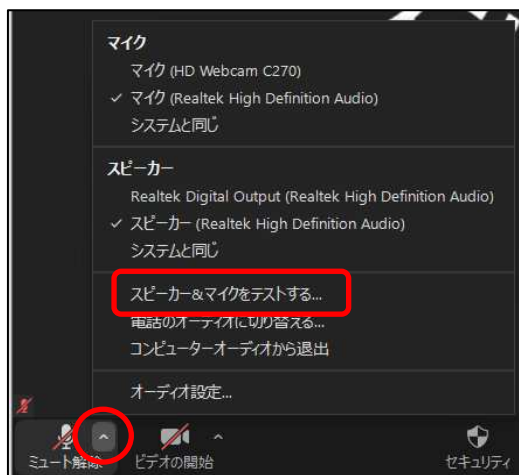 マイク
マイク (HD Webcam C270)
マイク (Realtek High Definition Audio)
システムと同じ
スピーカー
Realtek Digital Output (Realtek High Definition Audio)
スピーカー (Realtek High Definition Audio)
システムと同じ
スピーカー&マイクをテストする...
電話のオーディオに切り替える...
コンピューターオーディオから退出
オーディオ設定...
ミュート解除 ビデオの開始 セキュリティ